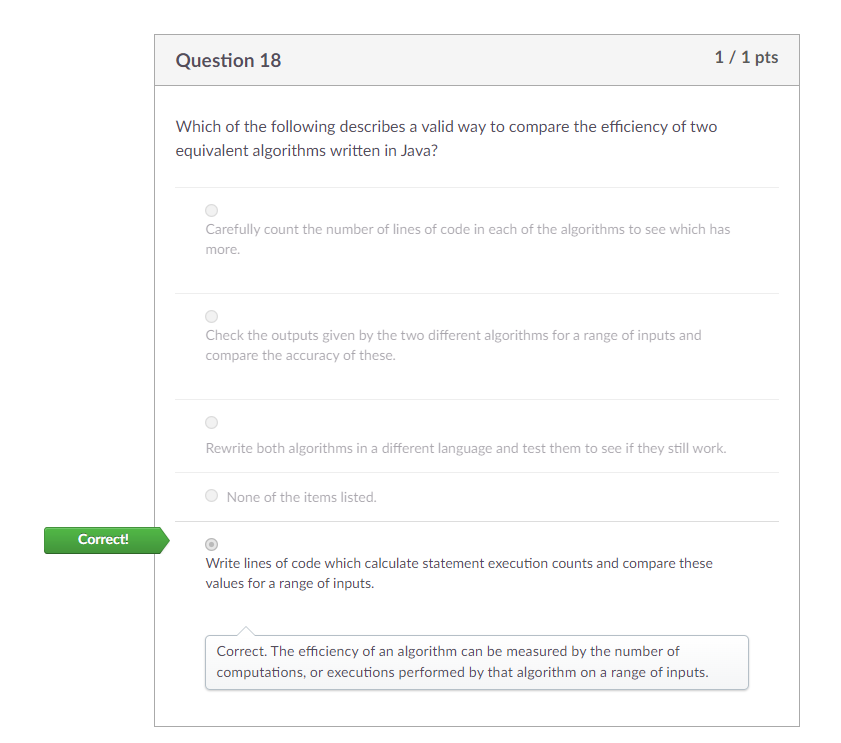 Question 18
1 / 1 pts
Which of the following describes a valid way to compare the efficiency of two
equivalent algorithms written in Java?
Carefully count the number of lines of code in each of the algorithms to see which has
more.
Check the outputs given by the two different algorithms for a range of inputs and
compare the accuracy of these.
Rewrite both algorithms in a different language and test them to see if they still work.
None of the items listed.
Correct!
Write lines of code which calculate statement execution counts and compare these
values for a range of inputs.
Correct. The efficiency of an algorithm can be measured by the number of
computations, or executions performed by that algorithm on a range of inputs.